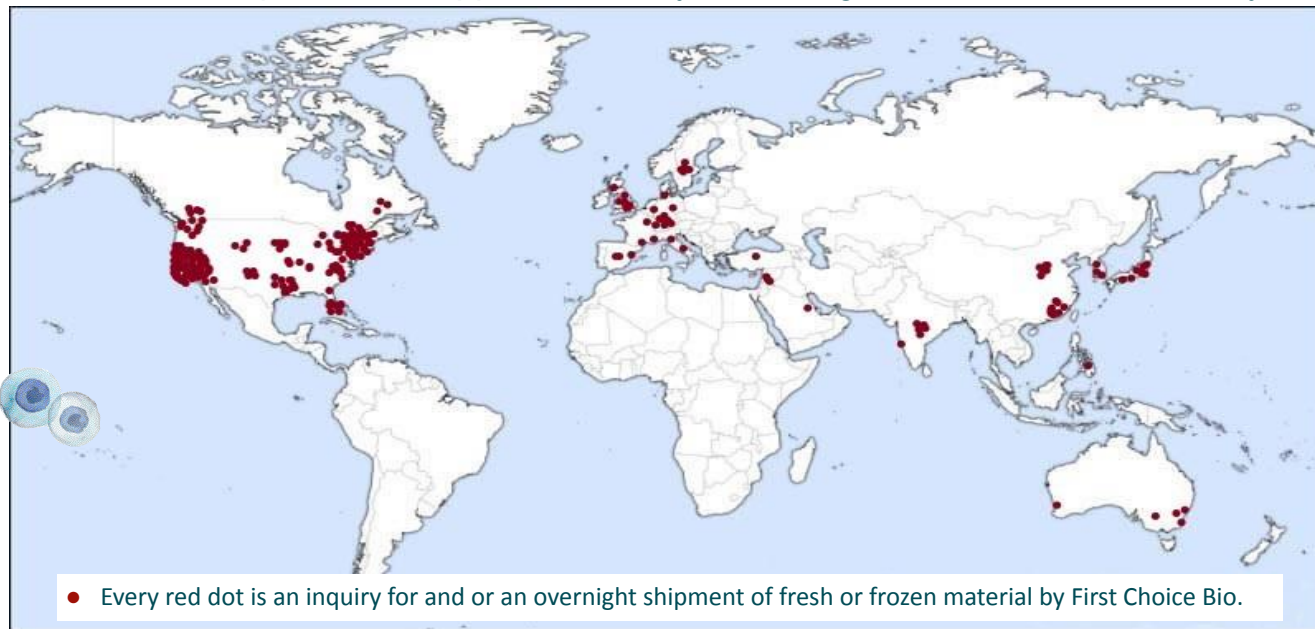 Every red dot is an inquiry for and or an overnight shipment of fresh or frozen material by First Choice Bio.